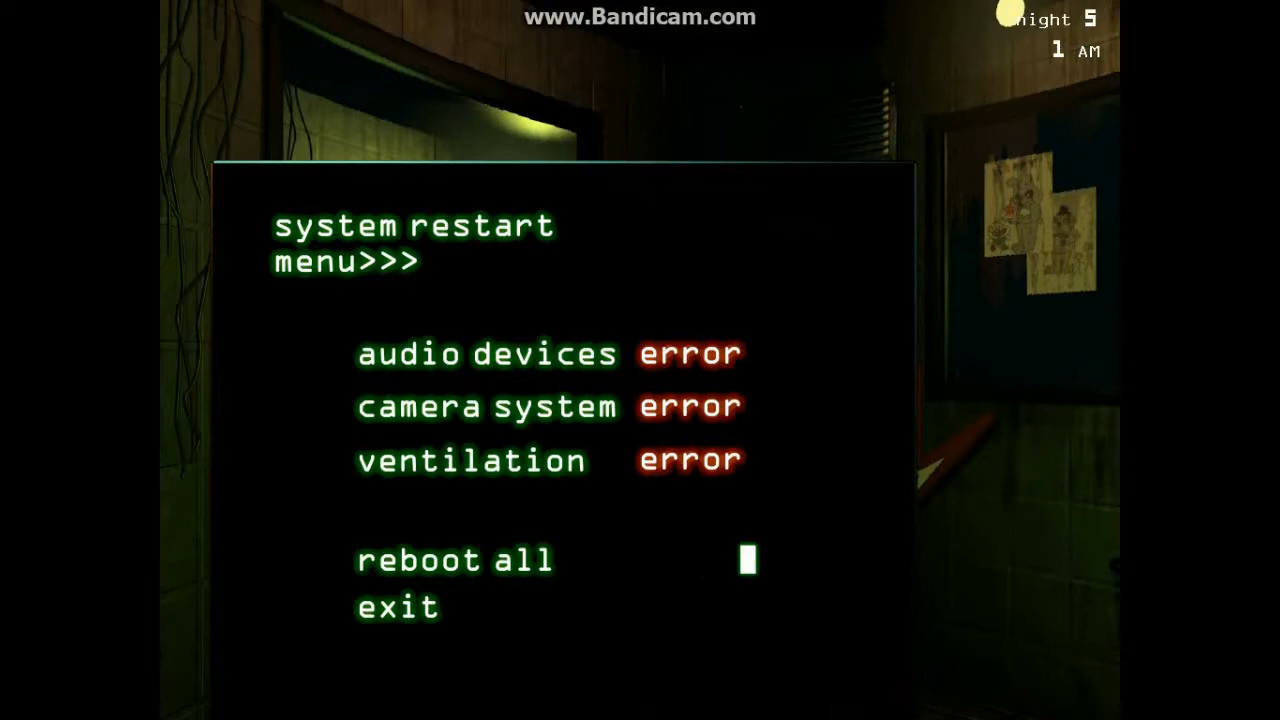 www.Bandicam.com
night 5
1 AM
system restart
menu>>>
audio devices error
camera system error
ventilation error
reboot all
exit